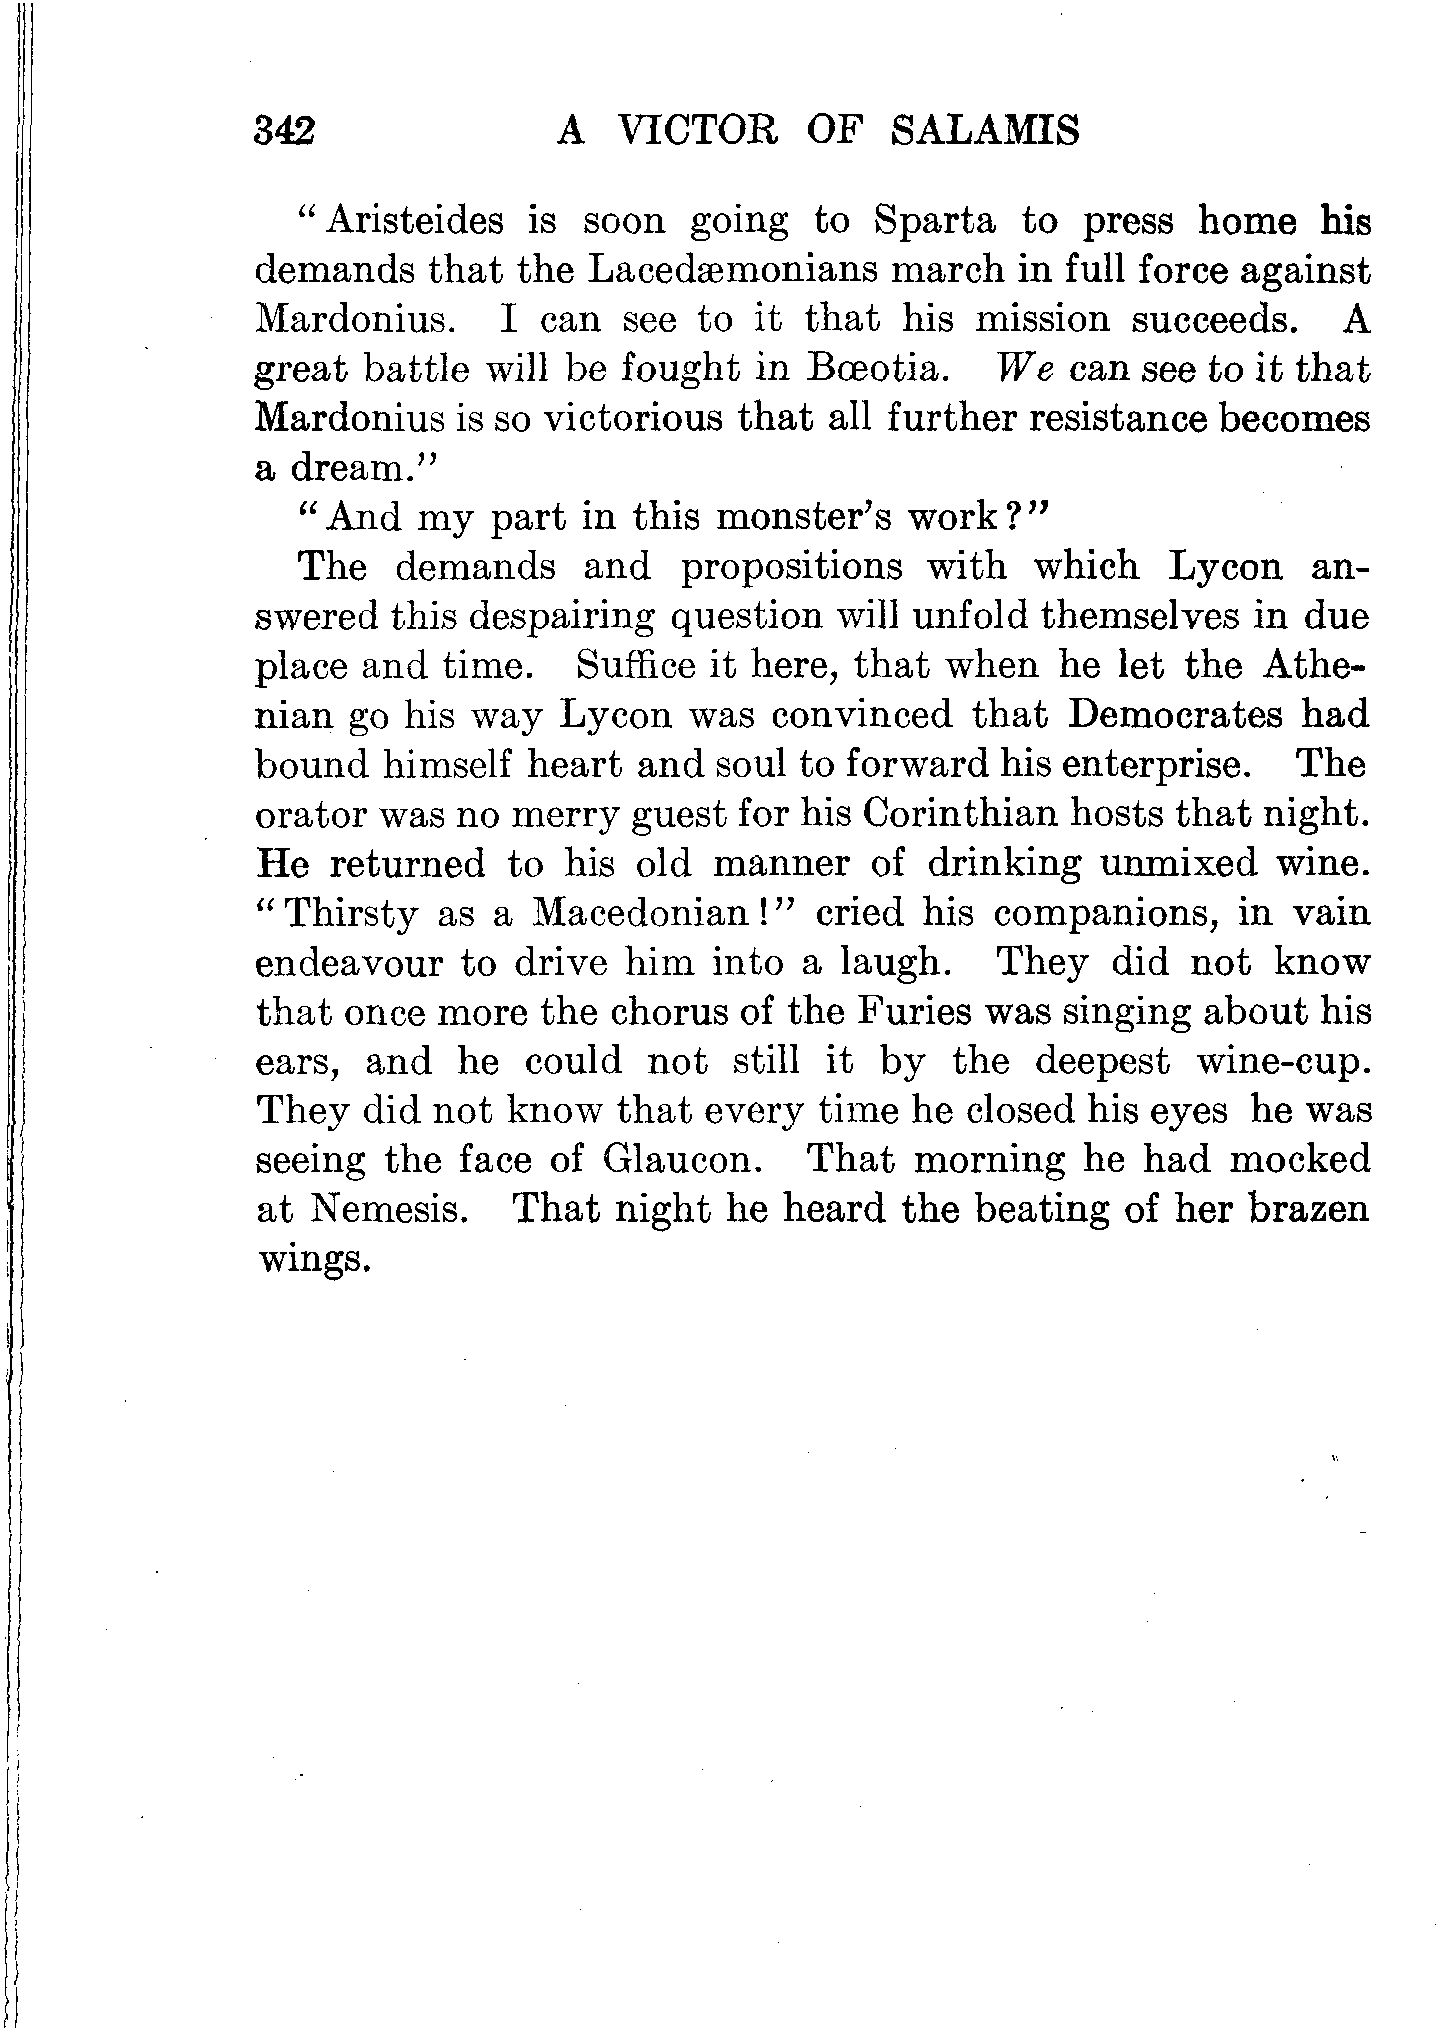 342 A VICTOR OF SALAMIS
“Aristeides is soon going to Sparta to press home his
demands that the Lacedæmonians march in full force against
Mardonius. I can see to it that his mission succeeds. A
great battle will be fought in Bœotia. We can see to it that
Mardonius is so victorious that all further resistance becomes
a dream.”
“And my part in this monster’s work?”
The demands and propositions with which Lycon an-
swered this despairing question will unfold themselves in due
place and time. Suffice it here, that when he let the Athe-
nian go his way Lycon was convinced that Democrates had
bound himself heart and soul to forward his enterprise. The
orator was no merry guest for his Corinthian hosts that night.
He returned to his old manner of drinking unmixed wine.
“Thirsty as a Macedonian!” cried his companions, in vain
endeavour to drive him into a laugh. They did not know
that once more the chorus of the Furies was singing about his
ears, and he could not still it by the deepest wine-cup.
They did not know that every time he closed his eyes he was
seeing the face of Glaucon. That morning he had mocked
at Nemesis. That night he heard the beating of her brazen
wings.